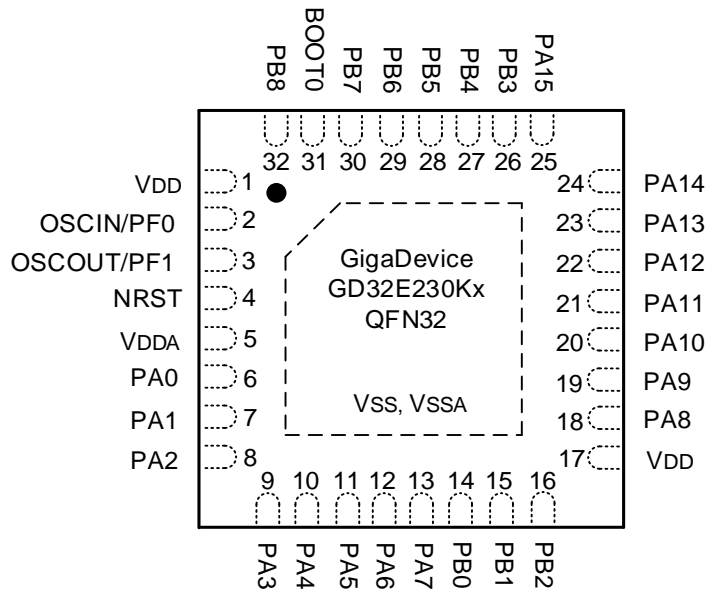 PB8
BOOT0
PB7
PB6
PB5
PB4
PB3
PA15
32
31
30
29
28
27
26
25
VDD
1
OSCIN/PF0
2
OSCOUT/PF1
3
NRST
4
VDDA
5
PA0
6
PA1
7
PA2
8
GigaDevice
GD32E230Kx
QFN32
VSS, VSSA
24
PA14
23
PA13
22
PA12
21
PA11
20
PA10
19
PA9
18
PA8
17
VDD
9
10
11
12
13
14
15
16
PA3
PA4
PA5
PA6
PA7
PB0
PB1
PB2